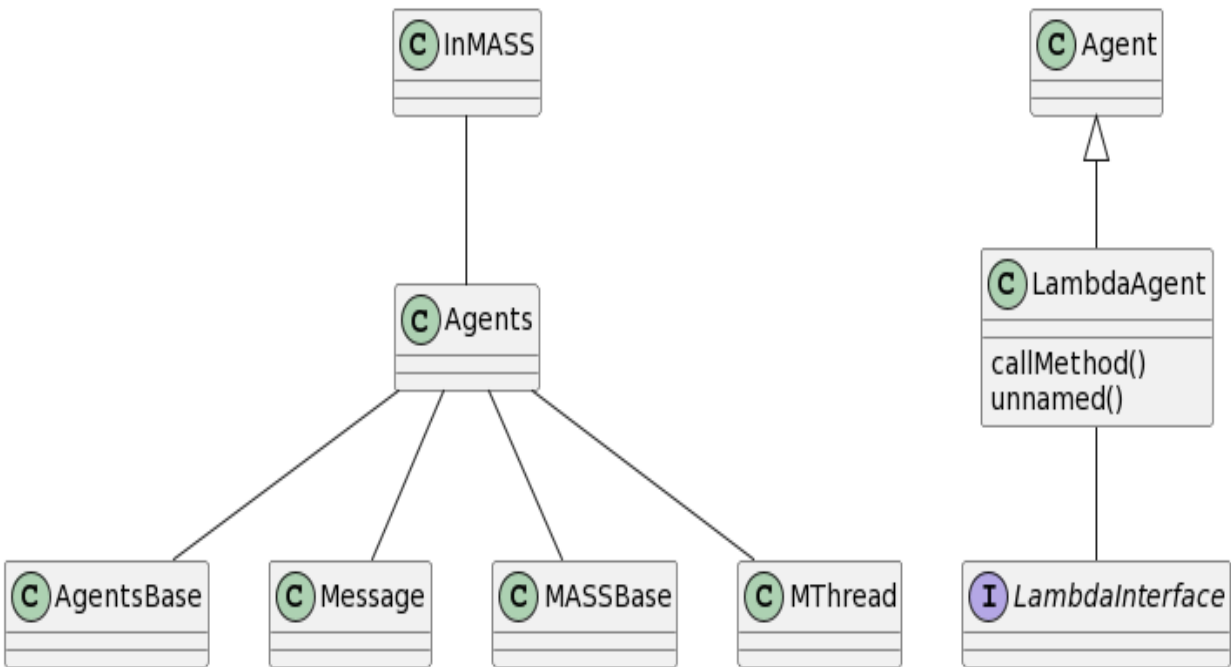 C InMASS
C Agent
C LambdaAgent
callMethod()
unnamed()
C Agents
C AgentsBase
C Message
C MASSBase
C MThread
I LambdaInterface